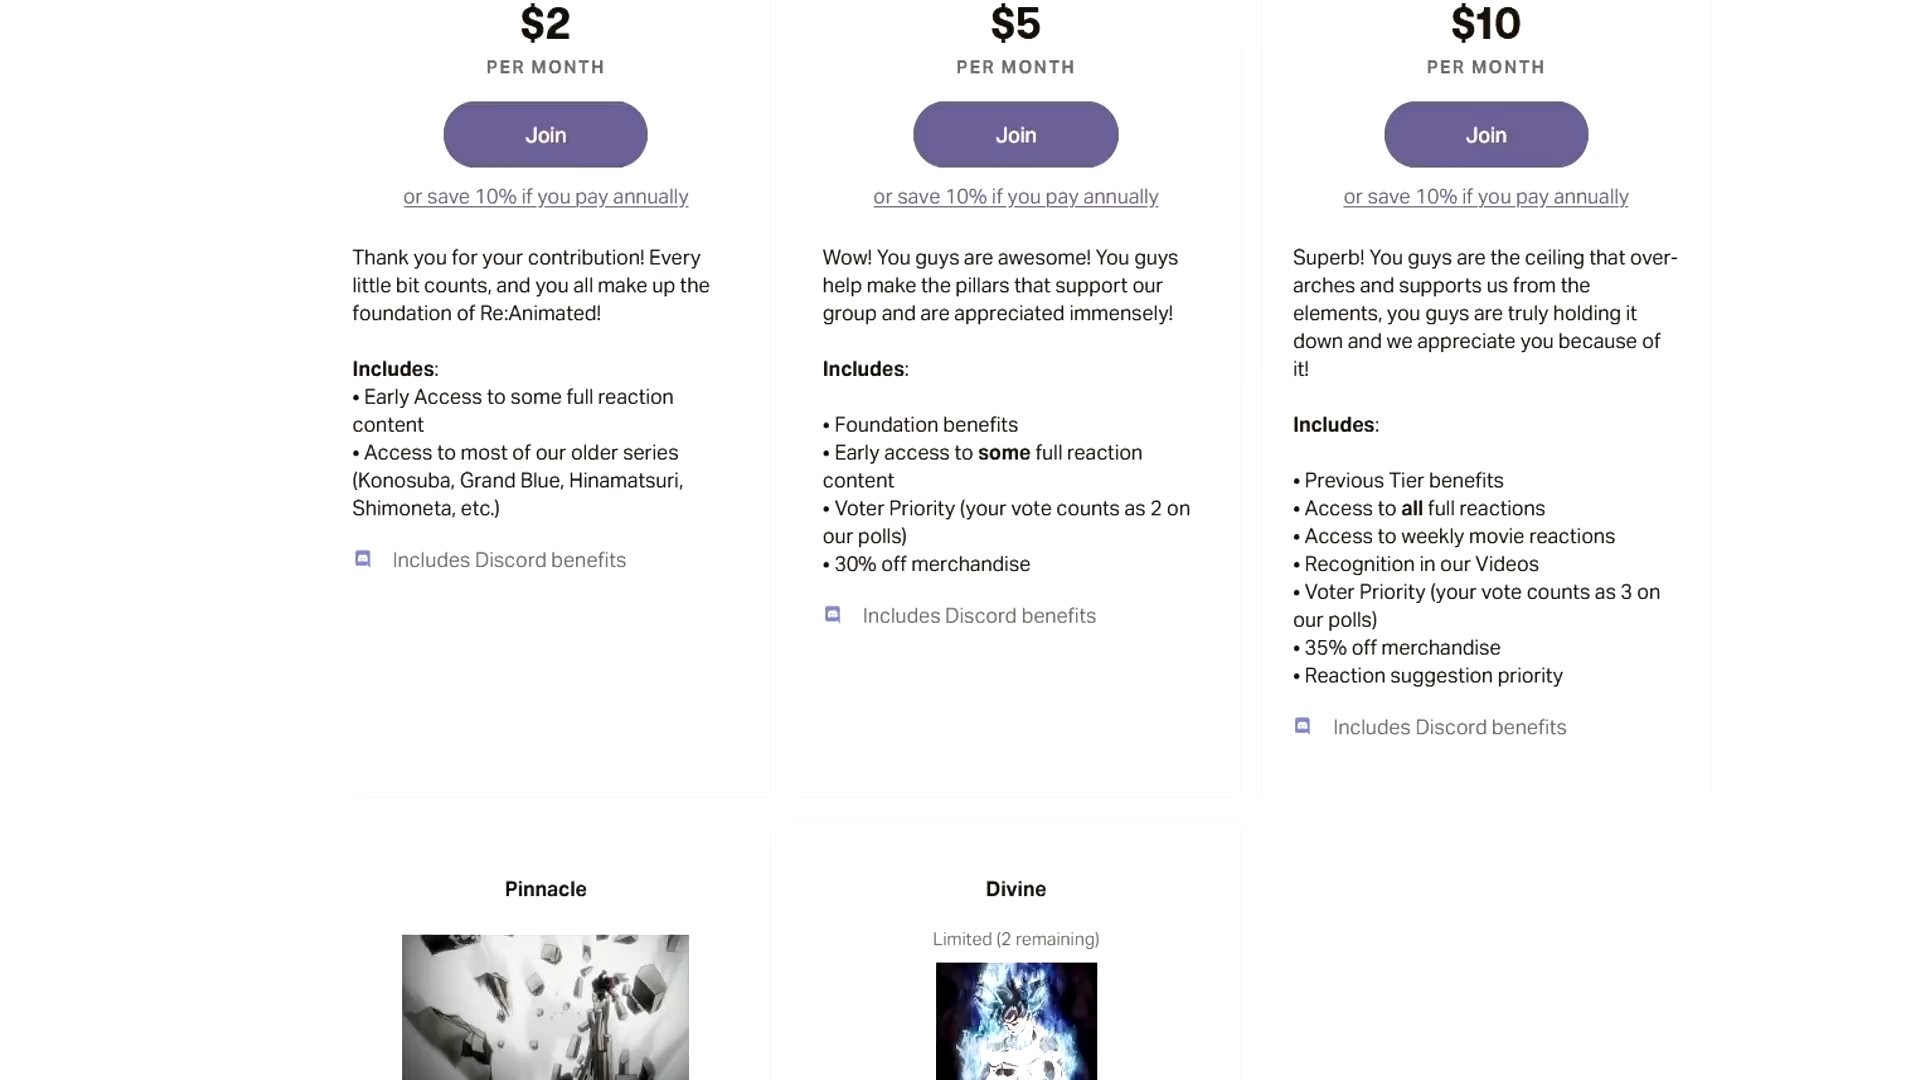 $2
PER MONTH
Join
or save 10% if you pay annually
Thank you for your contribution! Every
little bit counts, and you all make up the
foundation of Re:Animated!
Includes:
• Early Access to some full reaction
content
• Access to most of our older series
(Konosuba, Grand Blue, Hinamatsuri,
Shimoneta, etc.)
Includes Discord benefits
$5
PER MONTH
Join
or save 10% if you pay annually
Wow! You guys are awesome! You guys
help make the pillars that support our
group and are appreciated immensely!
Includes:
• Foundation benefits
• Early access to some full reaction
content
• Voter Priority (your vote counts as 2 on
our polls)
• 30% off merchandise
Includes Discord benefits
$10
PER MONTH
Join
or save 10% if you pay annually
Superb! You guys are the ceiling that over-
arches and supports us from the
elements, you guys are truly holding it
down and we appreciate you because of
it!
Includes:
• Previous Tier benefits
• Access to all full reactions
• Access to weekly movie reactions
• Recognition in our Videos
• Voter Priority (your vote counts as 3 on
our polls)
• 35% off merchandise
• Reaction suggestion priority
Includes Discord benefits
Pinnacle
Divine
Limited (2 remaining)